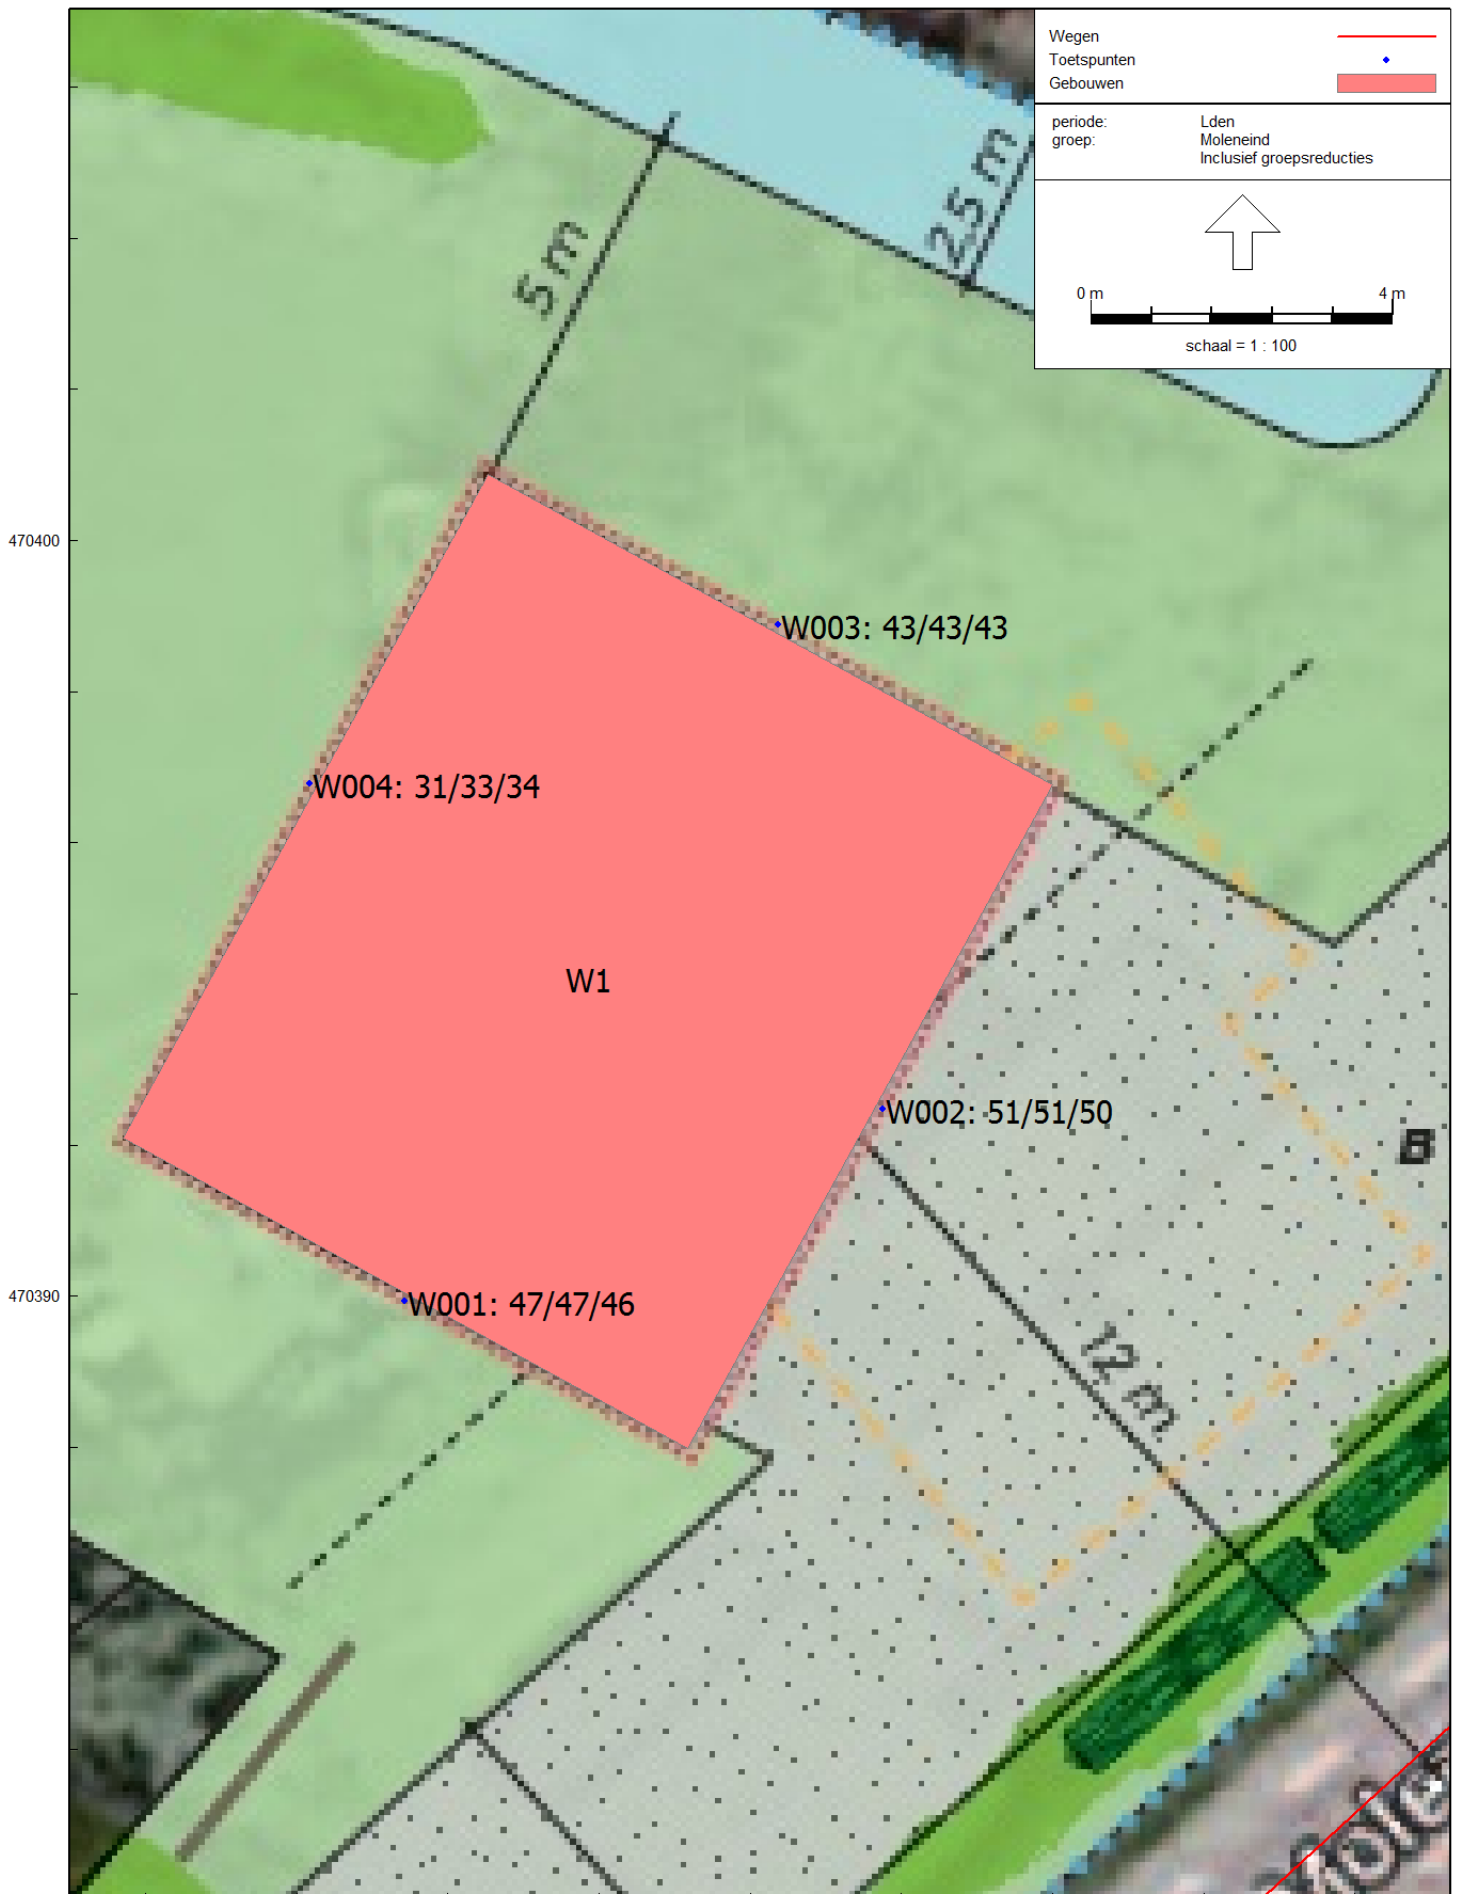 Wegen
Toetspunten
Gebouwen
periode: Lden
groep: Moleneind
Inclusief groepsreducties
0 m 4 m
schaal = 1 : 100
5 m
2.5 m
470400
W003: 43/43/43
W004: 31/33/34
W1
W002: 51/51/50
470390
W001: 47/47/46
12 m